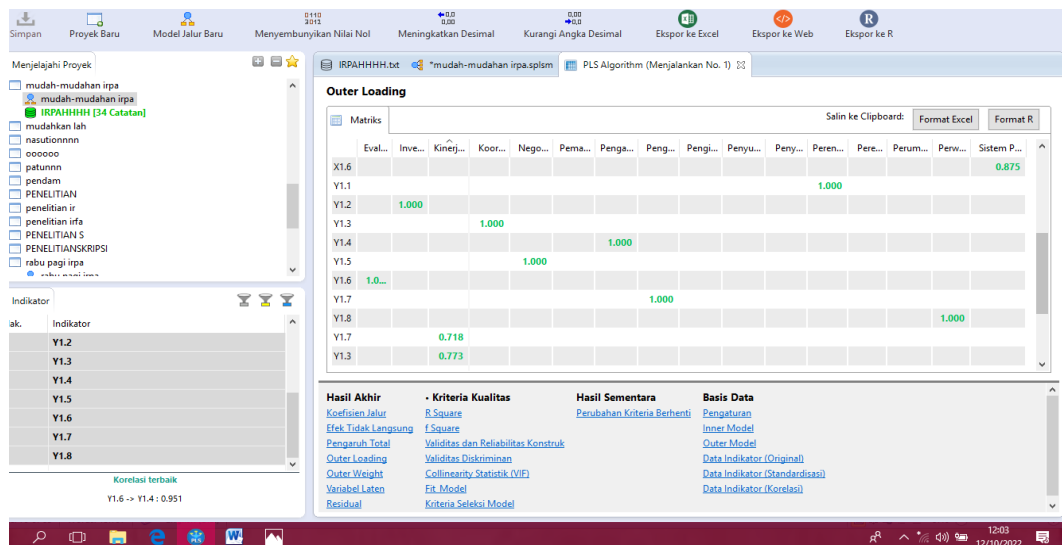 Simpan Proyek Baru Model Jalur Baru Menyembunyikan Nilai Nol Meningkatkan Desimal Kurangi Angka Desimal Ekspor ke Excel Ekspor ke Web Ekspor ke R
Menjelajahi Proyek
mudah-mudahan irpa
mudah-mudahan irpa
IRPAHHHH [34 Catatan]
mudahkan lah
nasutionnnn
oooooo
patunnn
pendam
PENELITIAN
penelitian ir
penelitian irfa
PENELITIAN S
PENELITIANSKRIPSI
rabu pagi irpa
rabu pagi irpa
Indikator
lak. Indikator
Y1.2
Y1.3
Y1.4
Y1.5
Y1.6
Y1.7
Y1.8
Korelasi terbaik
Y1.6 -> Y1.4 : 0.951
IRPAHHHH.txt *mudah-mudahan irpa.splsm PLS Algorithm (Menjalankan No. 1)
Outer Loading
Matriks Salin ke Clipboard: Format Excel Format R
Eval... Inve... Kinerj... Koor... Nego... Pema... Penga... Peng... Pengi... Penyu... Peny... Peren... Pere... Perum... Perw... Sistem P...
X1.6 0.875
Y1.1 1.000
Y1.2 1.000
Y1.3 1.000
Y1.4 1.000
Y1.5 1.000
Y1.6 1.0...
Y1.7 1.000
Y1.8 1.000
Y1.7 0.718
Y1.3 0.773
Hasil Akhir
Koefisien Jalur
Efek Tidak Langsung
Pengaruh Total
Outer Loading
Outer Weight
Variabel Laten
Residual
Kriteria Kualitas
R Square
f Square
Validitas dan Reliabilitas Konstruk
Validitas Diskriminan
Collinearity Statistik (VIF)
Fit Model
Kriteria Seleksi Model
Hasil Sementara
Perubahan Kriteria Berhenti
Basis Data
Pengaturan
Inner Model
Outer Model
Data Indikator (Original)
Data Indikator (Standardisasi)
Data Indikator (Korelasi)
12:03
12/10/2022